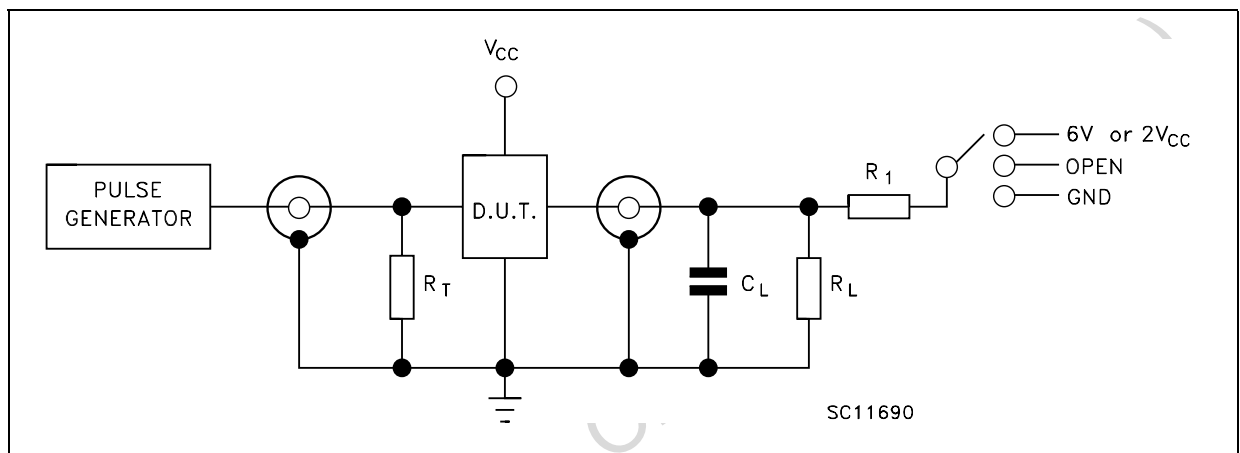 V_CC
PULSE
GENERATOR
D.U.T.
R_T
C_L
R_L
R_1
6V or 2V_CC
OPEN
GND
SC11690